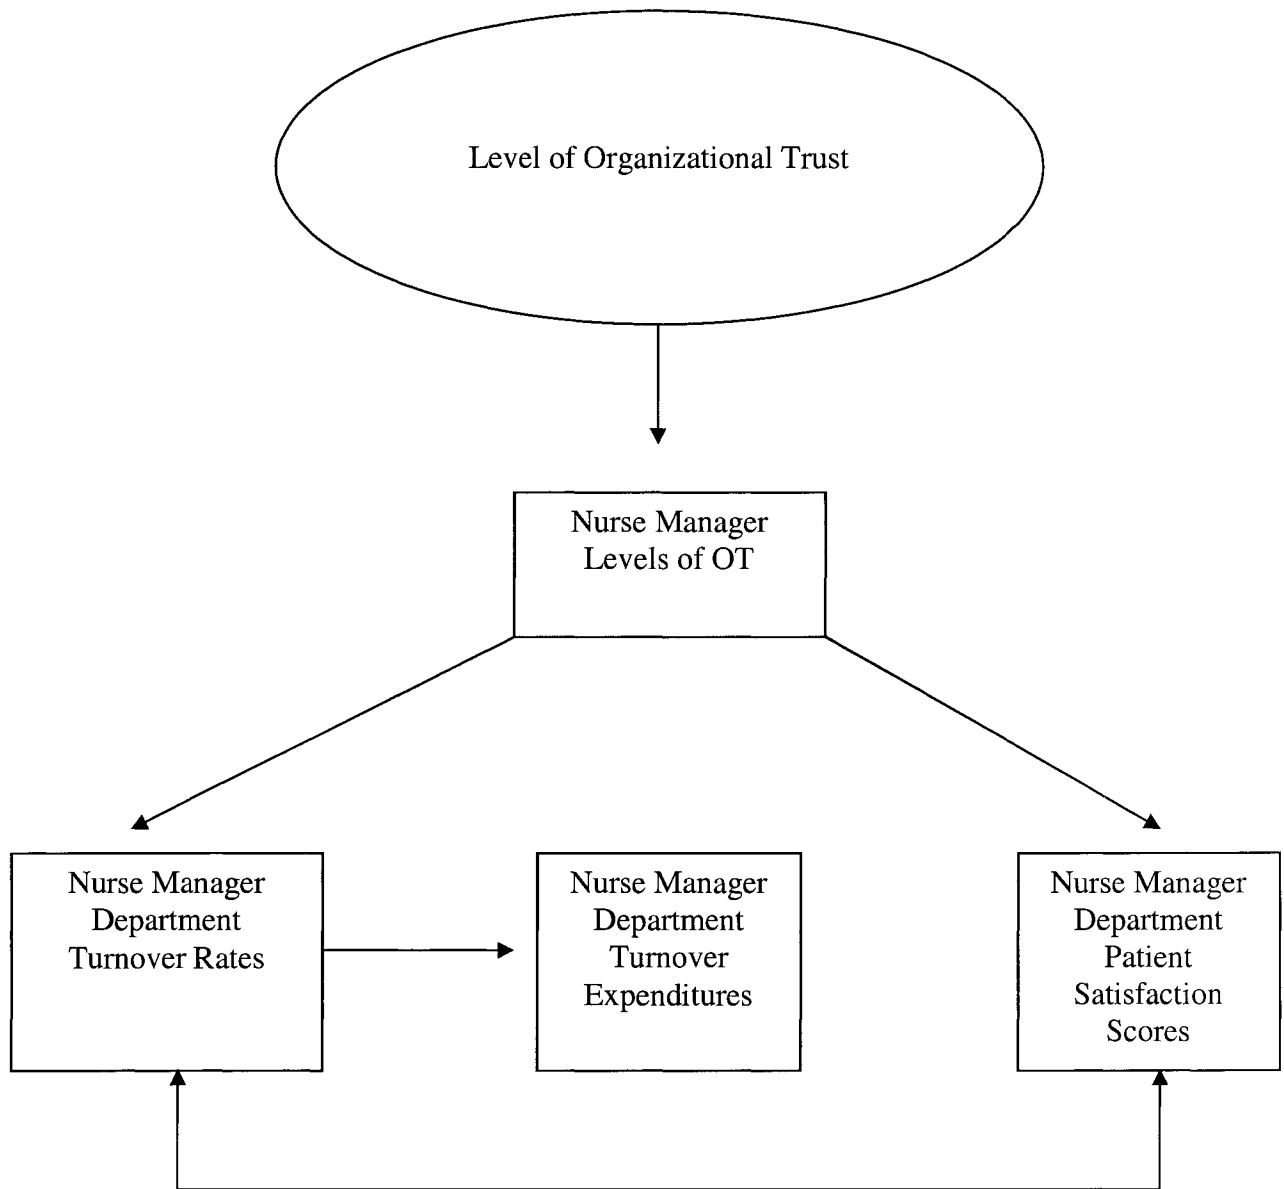 Level of Organizational Trust
Nurse Manager
Levels of OT
Nurse Manager
Department
Turnover Rates
Nurse Manager
Department
Turnover
Expenditures
Nurse Manager
Department
Patient
Satisfaction
Scores